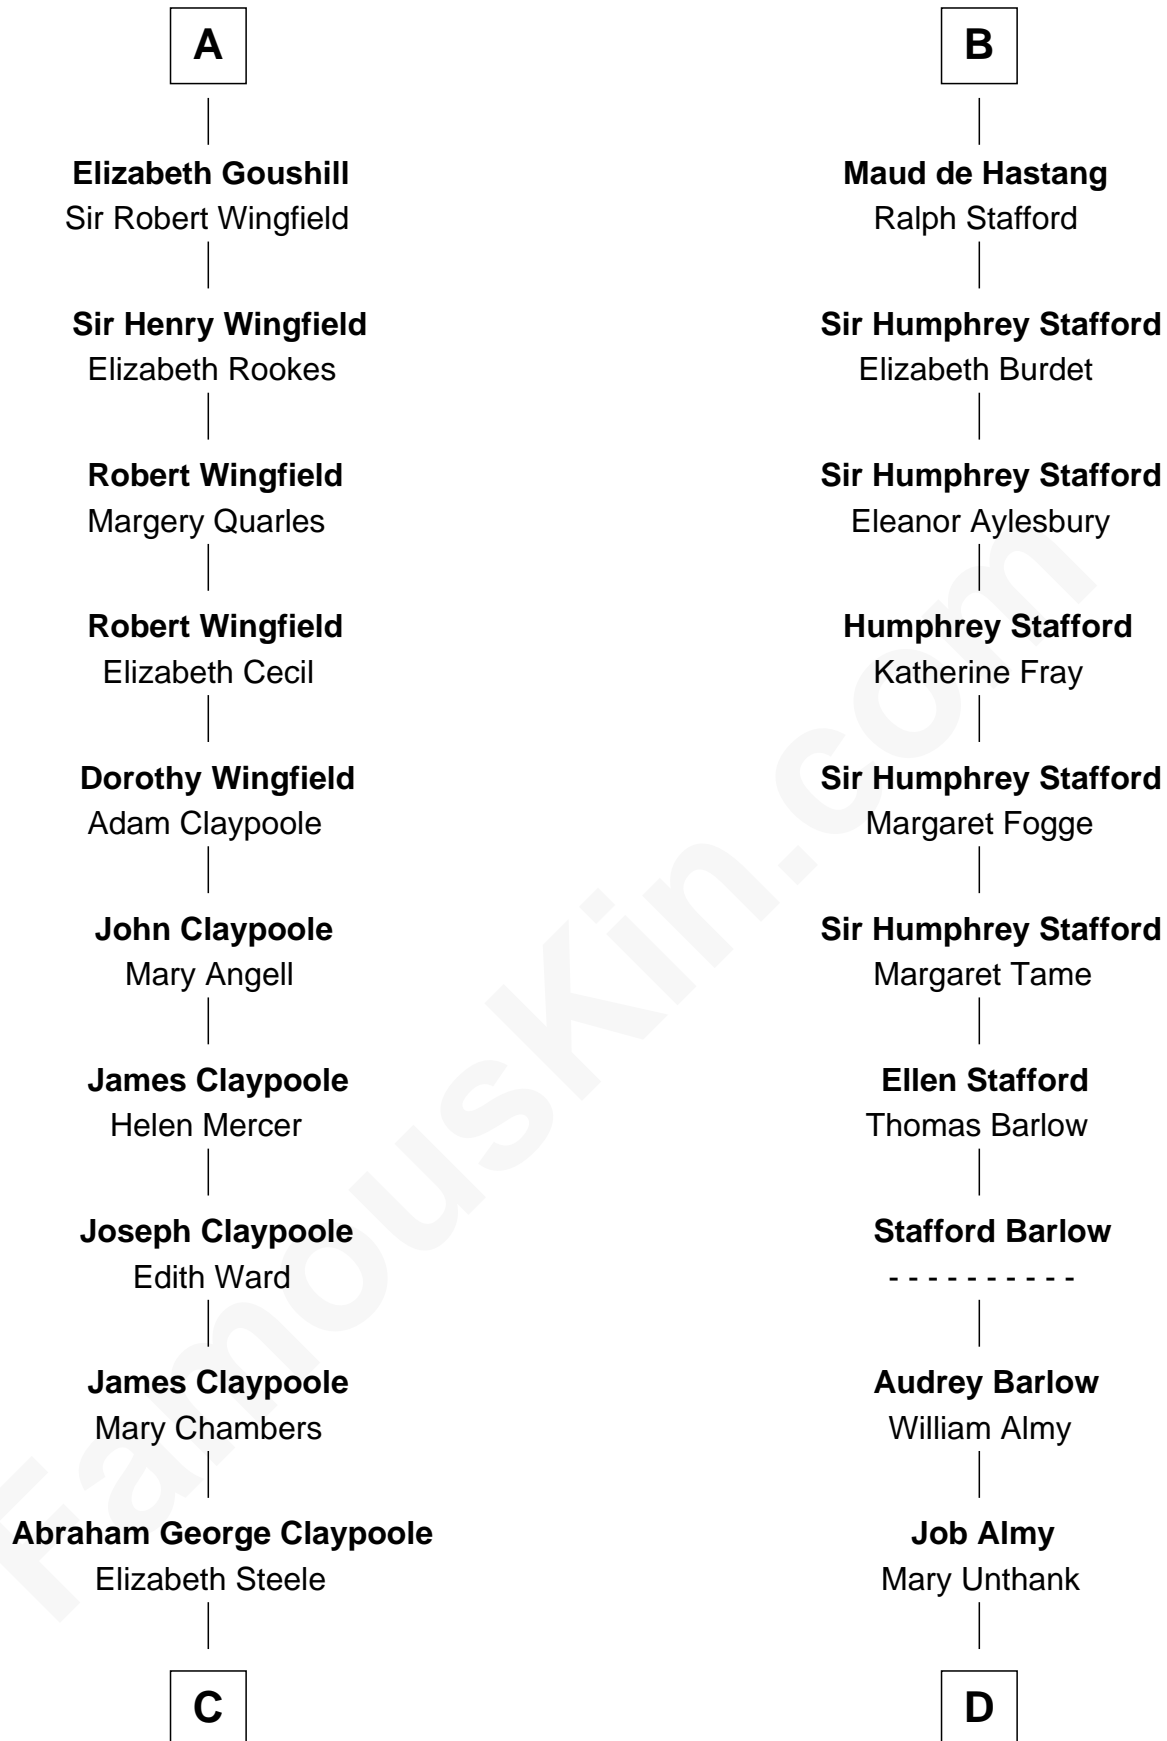 A
Elizabeth Goushill
Sir Robert Wingfield
Sir Henry Wingfield
Elizabeth Rookes
Robert Wingfield
Margery Quarles
Robert Wingfield
Elizabeth Cecil
Dorothy Wingfield
Adam Claypoole
John Claypoole
Mary Angell
James Claypoole
Helen Mercer
Joseph Claypoole
Edith Ward
James Claypoole
Mary Chambers
Abraham George Claypoole
Elizabeth Steele
C
B
Maud de Hastang
Ralph Stafford
Sir Humphrey Stafford
Elizabeth Burdet
Sir Humphrey Stafford
Eleanor Aylesbury
Humphrey Stafford
Katherine Fray
Sir Humphrey Stafford
Margaret Fogge
Sir Humphrey Stafford
Margaret Tame
Ellen Stafford
Thomas Barlow
Stafford Barlow
- - - - - - - - - -
Audrey Barlow
William Almy
Job Almy
Mary Unthank
D
FamousKin.com